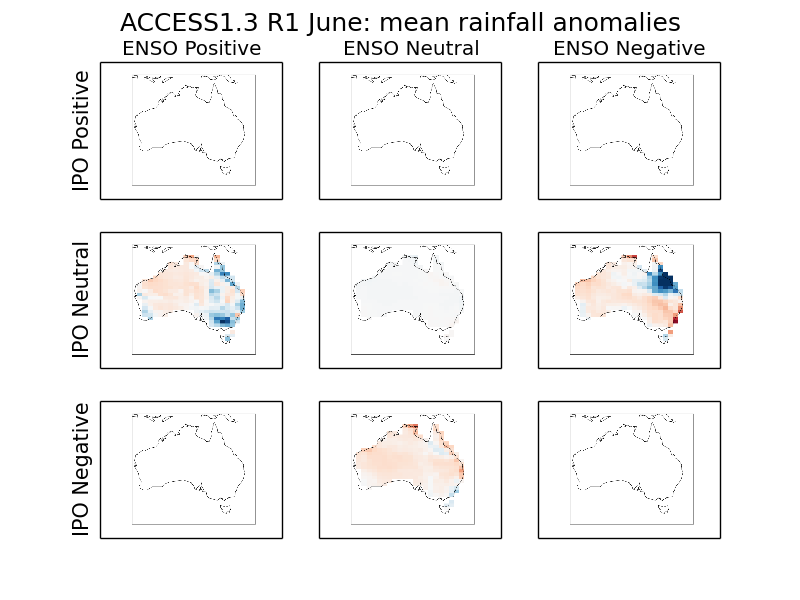 ACCESS1.3 R1 June: mean rainfall anomalies
ENSO Positive
ENSO Neutral
ENSO Negative
IPO Positive
IPO Neutral
IPO Negative